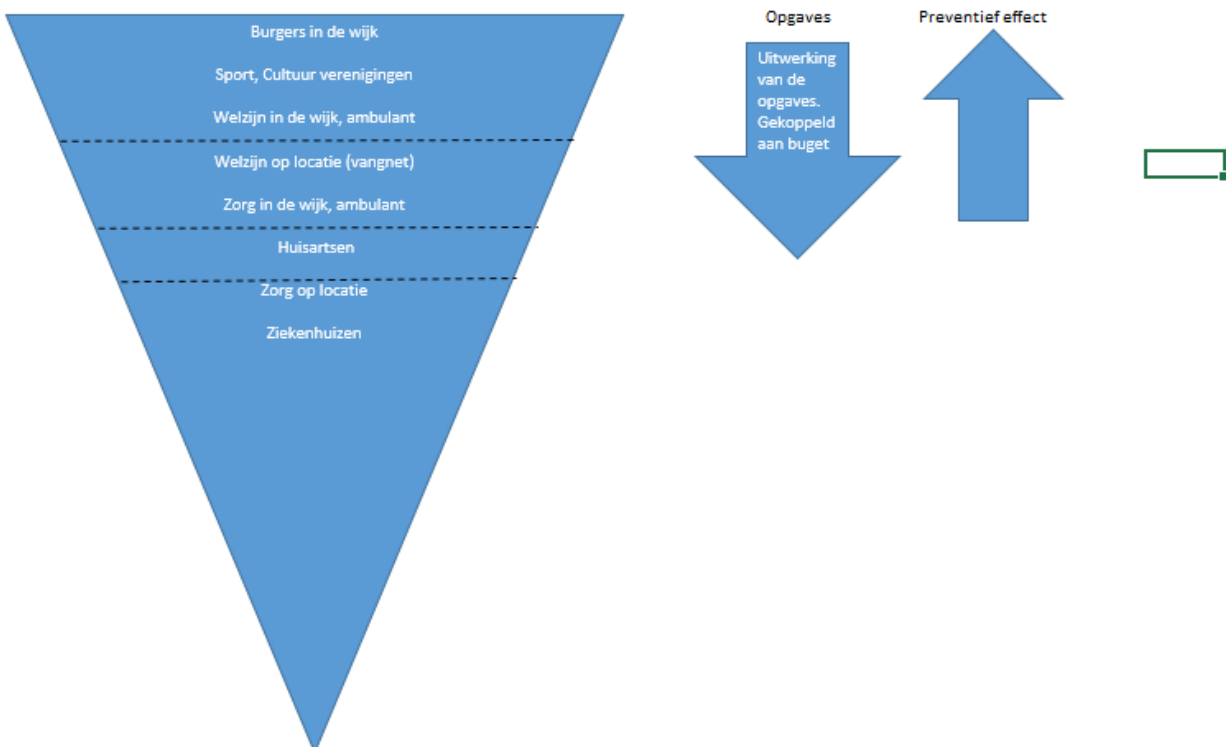 Burgers in de wijk
Sport, Cultuur verenigingen
Welzijn in de wijk, ambulant
Welzijn op locatie (vangnet)
Zorg in de wijk, ambulant
Huisartsen
Zorg op locatie
Ziekenhuizen
Opgaves
Uitwerking
van de
opgaves.
Gekoppeld
aan buget
Preventief effect